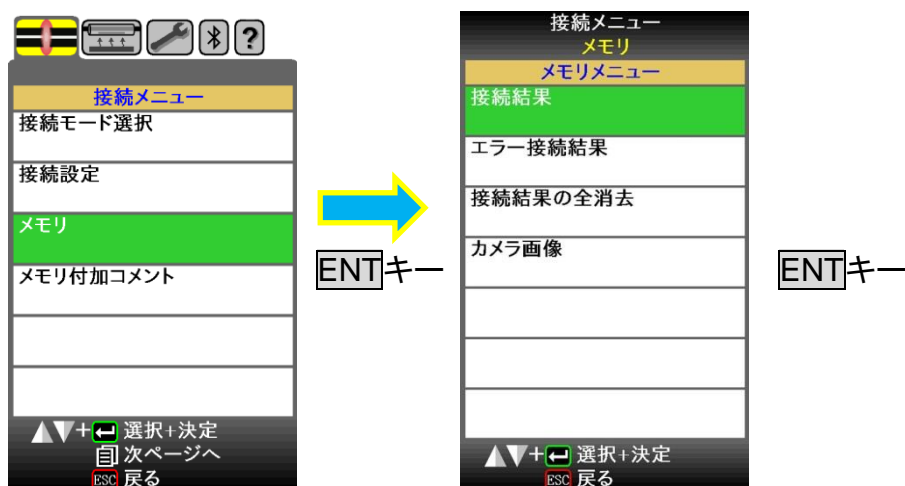 ?
接続メニュー
接続モード選択
接続設定
メモリ
メモリ付加コメント
+ 選択+決定
次ページへ
ESC 戻る
ENTキー
接続メニュー
メモリ
メモリメニュー
接続結果
エラー接続結果
接続結果の全消去
カメラ画像
+ 選択+決定
ESC 戻る
ENTキー